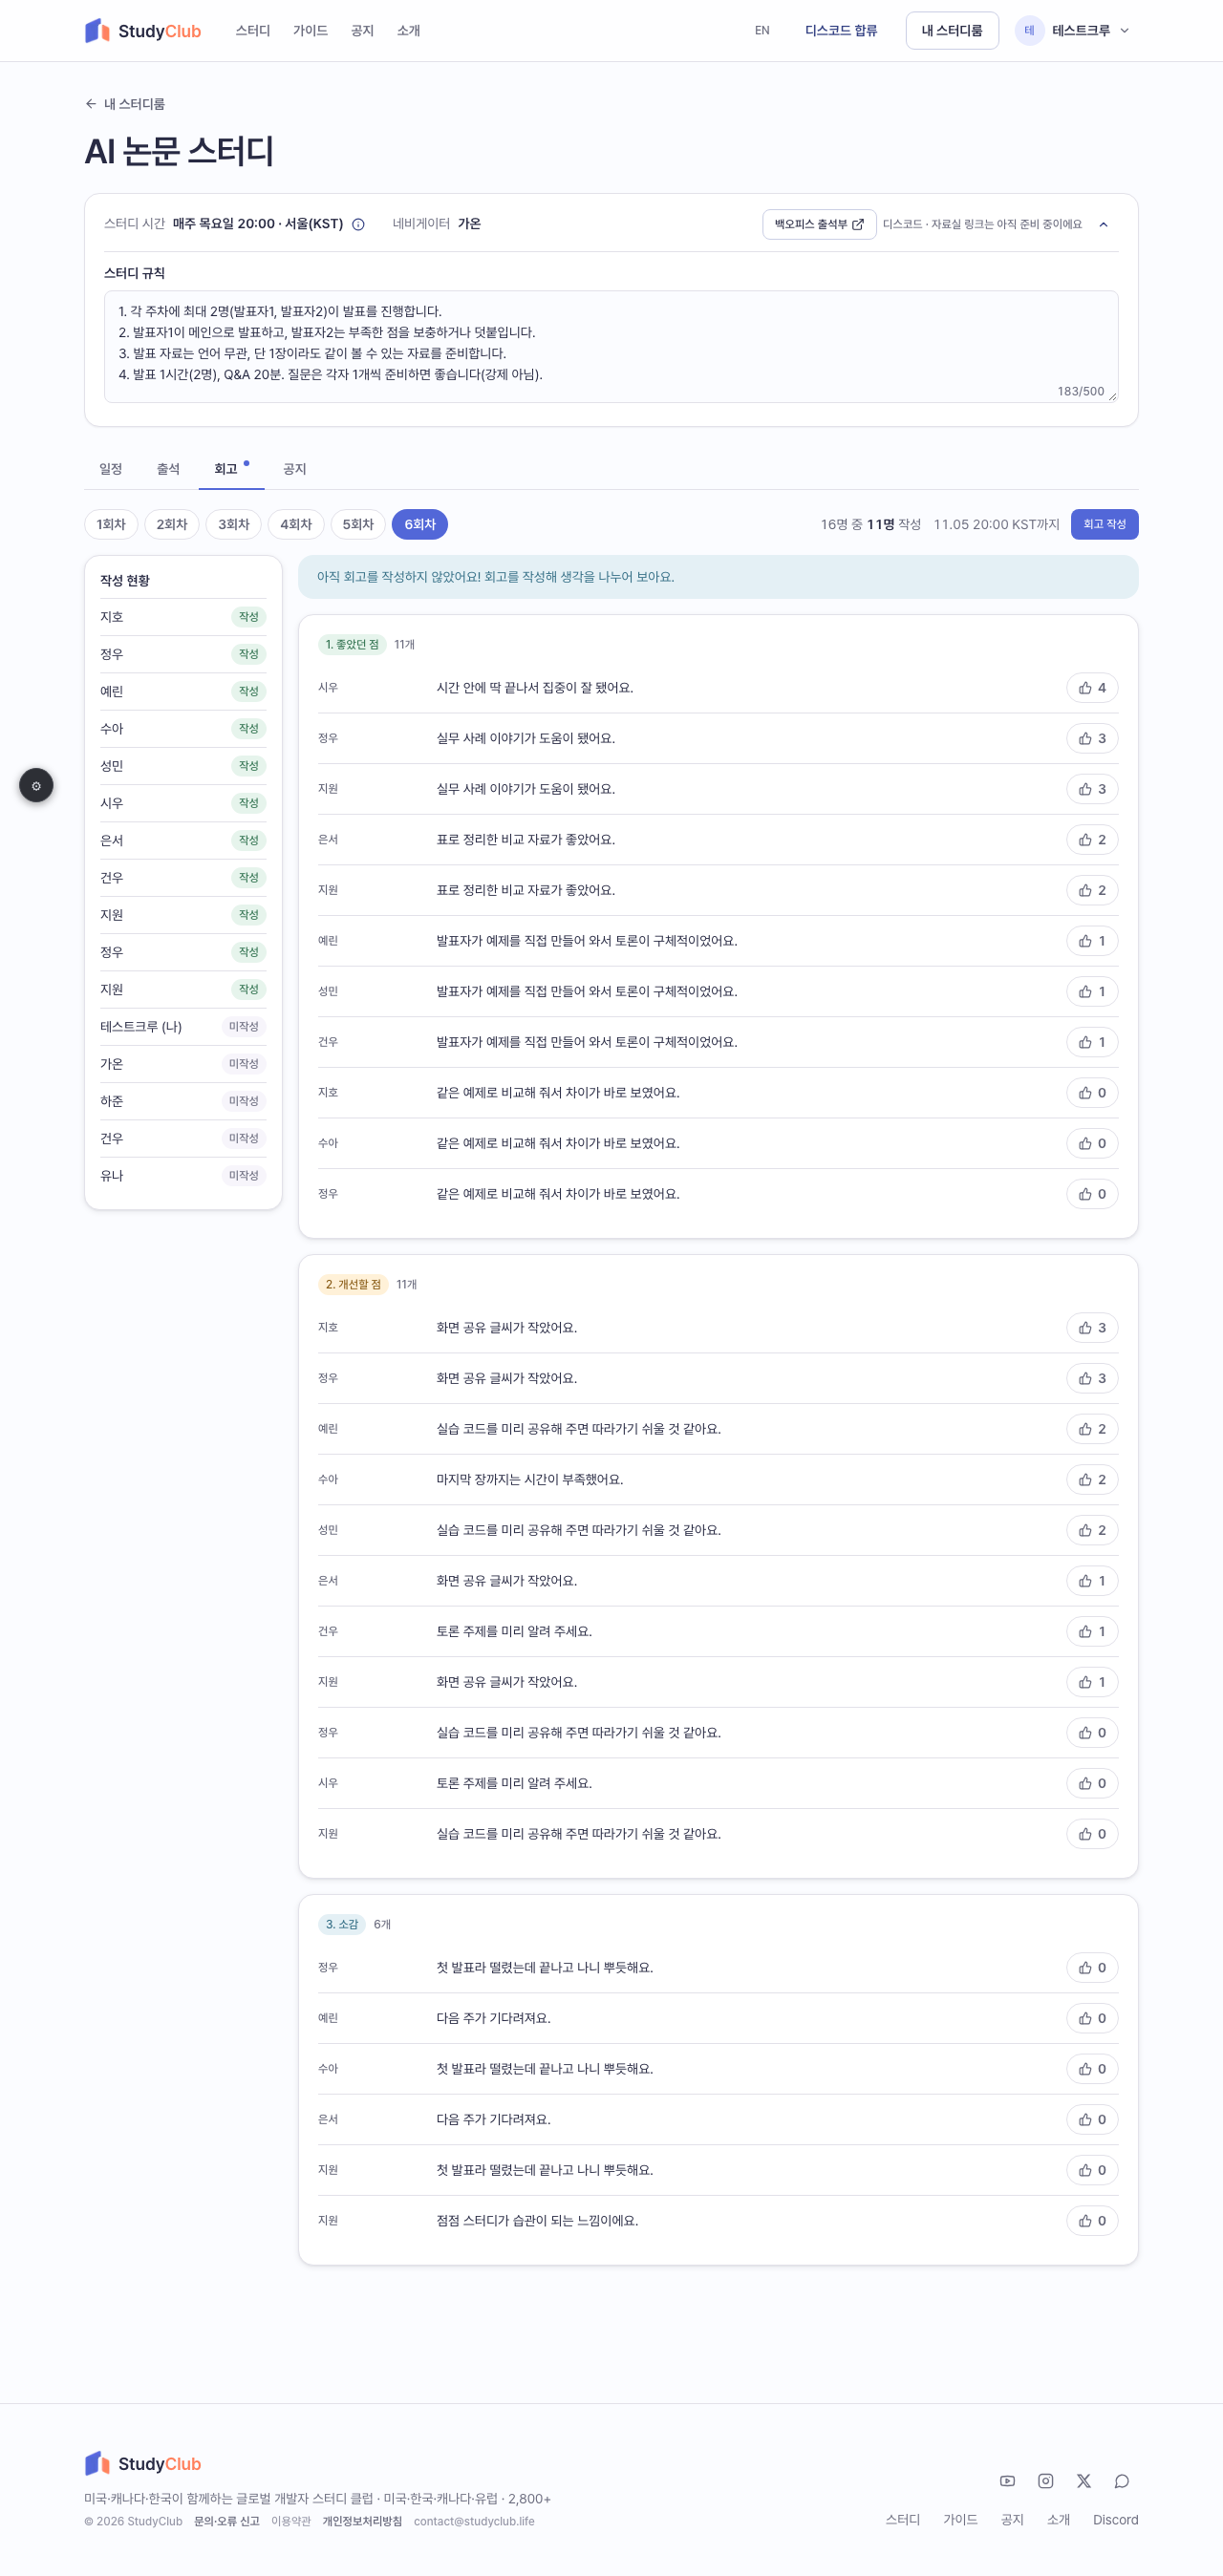 StudyClub 스터디 가이드 공지 소개 EN 디스코드 합류 내 스터디룸 테 테스트크루
내 스터디룸
AI 논문 스터디
스터디 시간 매주 목요일 20:00 · 서울(KST) 네비게이터 가온 백오피스 출석부 디스코드 · 자료실 링크는 아직 준비 중이에요
스터디 규칙
1. 각 주차에 최대 2명(발표자1, 발표자2)이 발표를 진행합니다.
2. 발표자1이 메인으로 발표하고, 발표자2는 부족한 점을 보충하거나 덧붙입니다.
3. 발표 자료는 언어 무관, 단 1장이라도 같이 볼 수 있는 자료를 준비합니다.
4. 발표 1시간(2명), Q&A 20분. 질문은 각자 1개씩 준비하면 좋습니다(강제 아님).
183/500
일정 출석 회고 공지
1회차 2회차 3회차 4회차 5회차 6회차 16명 중 11명 작성 11.05 20:00 KST까지 회고 작성
작성 현황
지호 작성
정우 작성
예린 작성
수아 작성
성민 작성
시우 작성
은서 작성
건우 작성
지원 작성
정우 작성
지원 작성
테스트크루 (나) 미작성
가온 미작성
하준 미작성
건우 미작성
유나 미작성
아직 회고를 작성하지 않았어요! 회고를 작성해 생각을 나누어 보아요.
1. 좋았던 점 11개
시우 시간 안에 딱 끝나서 집중이 잘 됐어요. 4
정우 실무 사례 이야기가 도움이 됐어요. 3
지원 실무 사례 이야기가 도움이 됐어요. 3
은서 표로 정리한 비교 자료가 좋았어요. 2
지원 표로 정리한 비교 자료가 좋았어요. 2
예린 발표자가 예제를 직접 만들어 와서 토론이 구체적이었어요. 1
성민 발표자가 예제를 직접 만들어 와서 토론이 구체적이었어요. 1
건우 발표자가 예제를 직접 만들어 와서 토론이 구체적이었어요. 1
지호 같은 예제로 비교해 줘서 차이가 바로 보였어요. 0
수아 같은 예제로 비교해 줘서 차이가 바로 보였어요. 0
정우 같은 예제로 비교해 줘서 차이가 바로 보였어요. 0
2. 개선할 점 11개
지호 화면 공유 글씨가 작았어요. 3
정우 화면 공유 글씨가 작았어요. 3
예린 실습 코드를 미리 공유해 주면 따라가기 쉬울 것 같아요. 2
수아 마지막 장까지는 시간이 부족했어요. 2
성민 실습 코드를 미리 공유해 주면 따라가기 쉬울 것 같아요. 2
은서 화면 공유 글씨가 작았어요. 1
건우 토론 주제를 미리 알려 주세요. 1
지원 화면 공유 글씨가 작았어요. 1
정우 실습 코드를 미리 공유해 주면 따라가기 쉬울 것 같아요. 0
시우 토론 주제를 미리 알려 주세요. 0
지원 실습 코드를 미리 공유해 주면 따라가기 쉬울 것 같아요. 0
3. 소감 6개
정우 첫 발표라 떨렸는데 끝나고 나니 뿌듯해요. 0
예린 다음 주가 기다려져요. 0
수아 첫 발표라 떨렸는데 끝나고 나니 뿌듯해요. 0
은서 다음 주가 기다려져요. 0
지원 첫 발표라 떨렸는데 끝나고 나니 뿌듯해요. 0
지원 점점 스터디가 습관이 되는 느낌이에요. 0
StudyClub
미국·캐나다·한국이 함께하는 글로벌 개발자 스터디 클럽 · 미국·한국·캐나다·유럽 · 2,800+
© 2026 StudyClub 문의·오류 신고 이용약관 개인정보처리방침 contact@studyclub.life
스터디 가이드 공지 소개 Discord